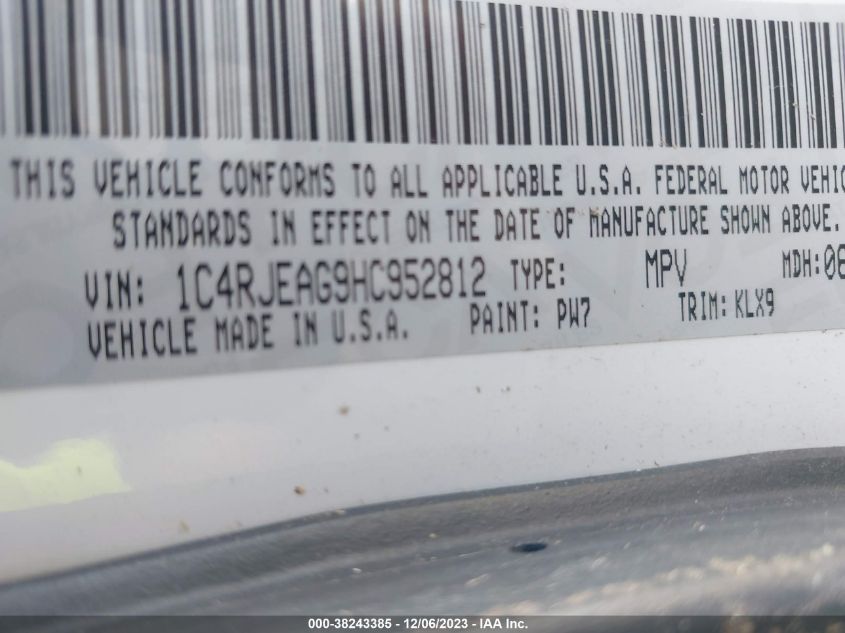 THIS VEHICLE CONFORMS TO ALL APPLICABLE U.S.A. FEDERAL MOTOR VEHIC
STANDARDS IN EFFECT ON THE DATE OF MANUFACTURE SHOWN ABOVE.
VIN: 1C4RJEAG9HC952812 TYPE: MPV MDH:08
VEHICLE MADE IN U.S.A. PAINT: PW7 TRIM: KLX9
000-38243385 - 12/06/2023 - IAA Inc.